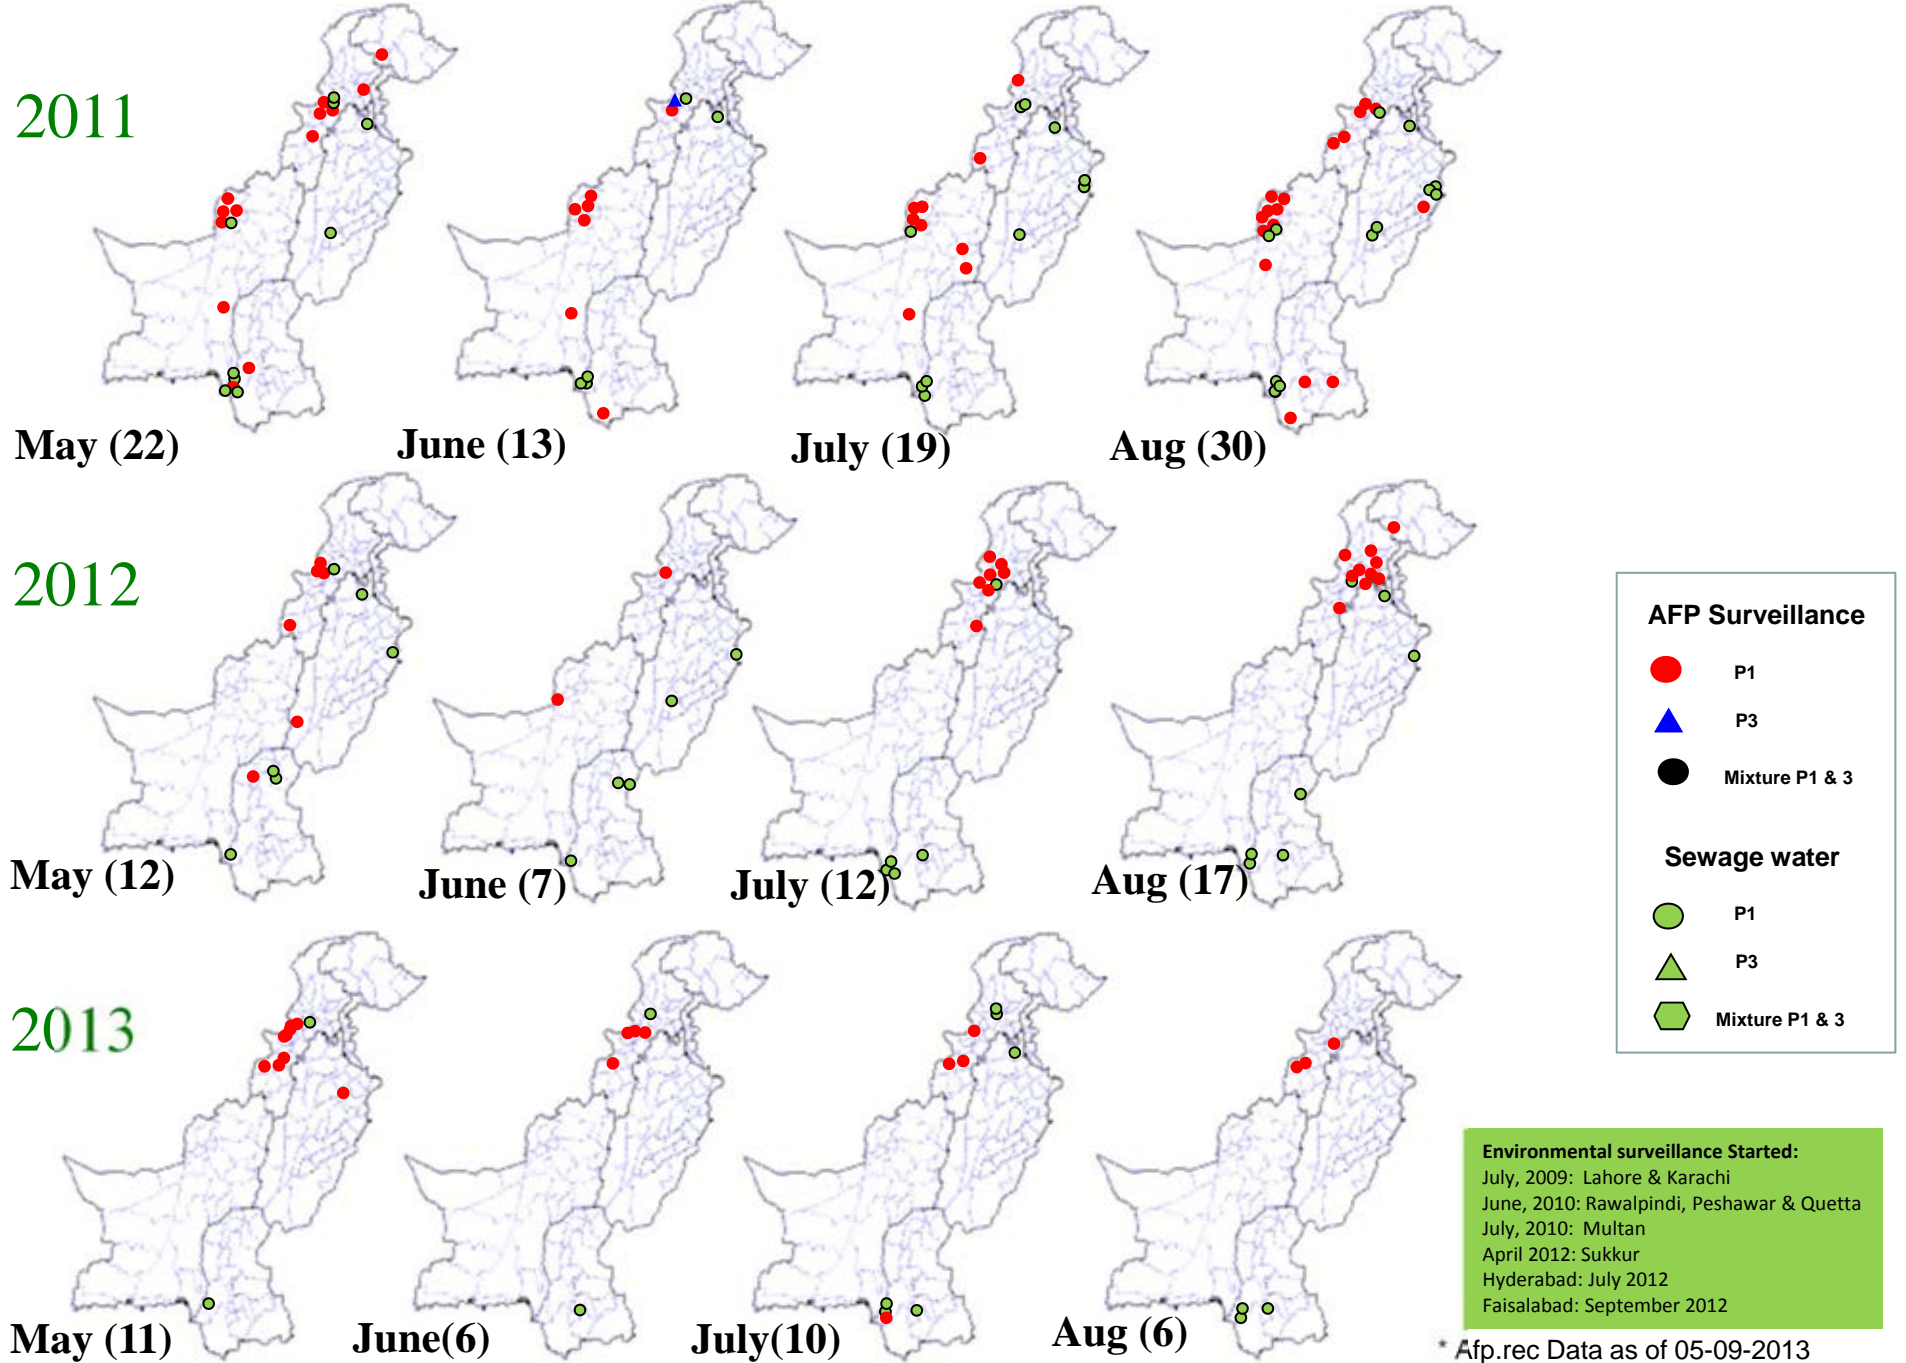 2011
May (22)
June (13)
July (19)
Aug (30)
2012
May (12)
June (7)
July (12)
Aug (17)
2013
May (11)
June(6)
July(10)
Aug (6)
AFP Surveillance
P1
P3
Mixture P1 & 3
Sewage water
P1
P3
Mixture P1 & 3
Environmental surveillance Started:
July, 2009: Lahore & Karachi
June, 2010: Rawalpindi, Peshawar & Quetta
July, 2010: Multan
April 2012: Sukkur
Hyderabad: July 2012
Faisalabad: September 2012
* Afp.rec Data as of 05-09-2013